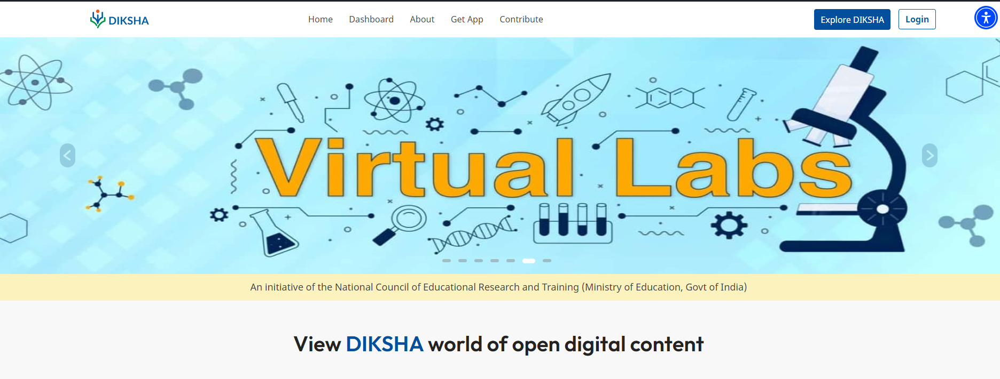 DIKSHA
Home Dashboard About Get App Contribute
Explore DIKSHA Login
Virtual Labs
An initiative of the National Council of Educational Research and Training (Ministry of Education, Govt of India)
View DIKSHA world of open digital content